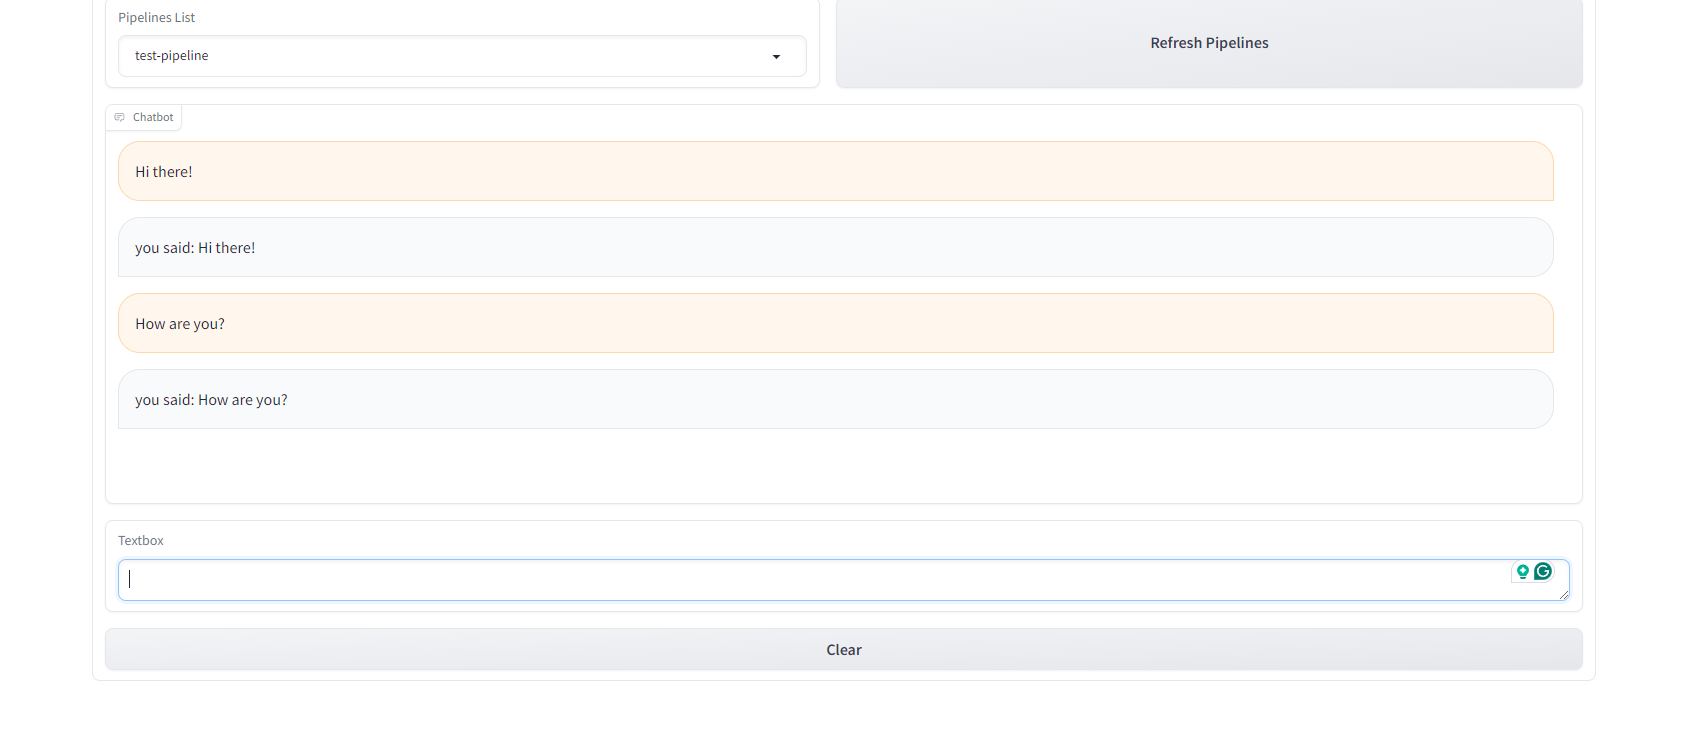 Pipelines List
test-pipeline
Refresh Pipelines
Chatbot
Hi there!
you said: Hi there!
How are you?
you said: How are you?
Textbox
Clear